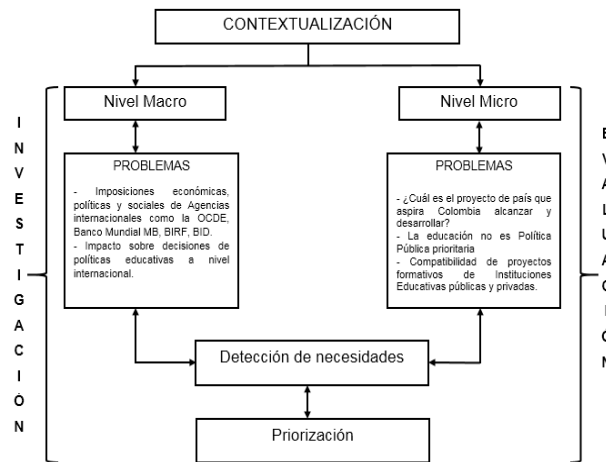 CONTEXTUALIZACIÓN
Nivel Macro
Nivel Micro
INVESTIGACIÓN
PROBLEMAS
- Imposiciones económicas,
políticas y sociales de Agencias
internacionales como la OCDE,
Banco Mundial MB, BIRF, BID.
- Impacto sobre decisiones de
políticas educativas a nivel
internacional.
PROBLEMAS
- ¿Cuál es el proyecto de país que
aspira Colombia alcanzar y
desarrollar?
- La educación no es Política
Pública prioritaria
- Compatibilidad de proyectos
formativos de Instituciones
Educativas públicas y privadas.
EVALUACIÓN
Detección de necesidades
Priorización